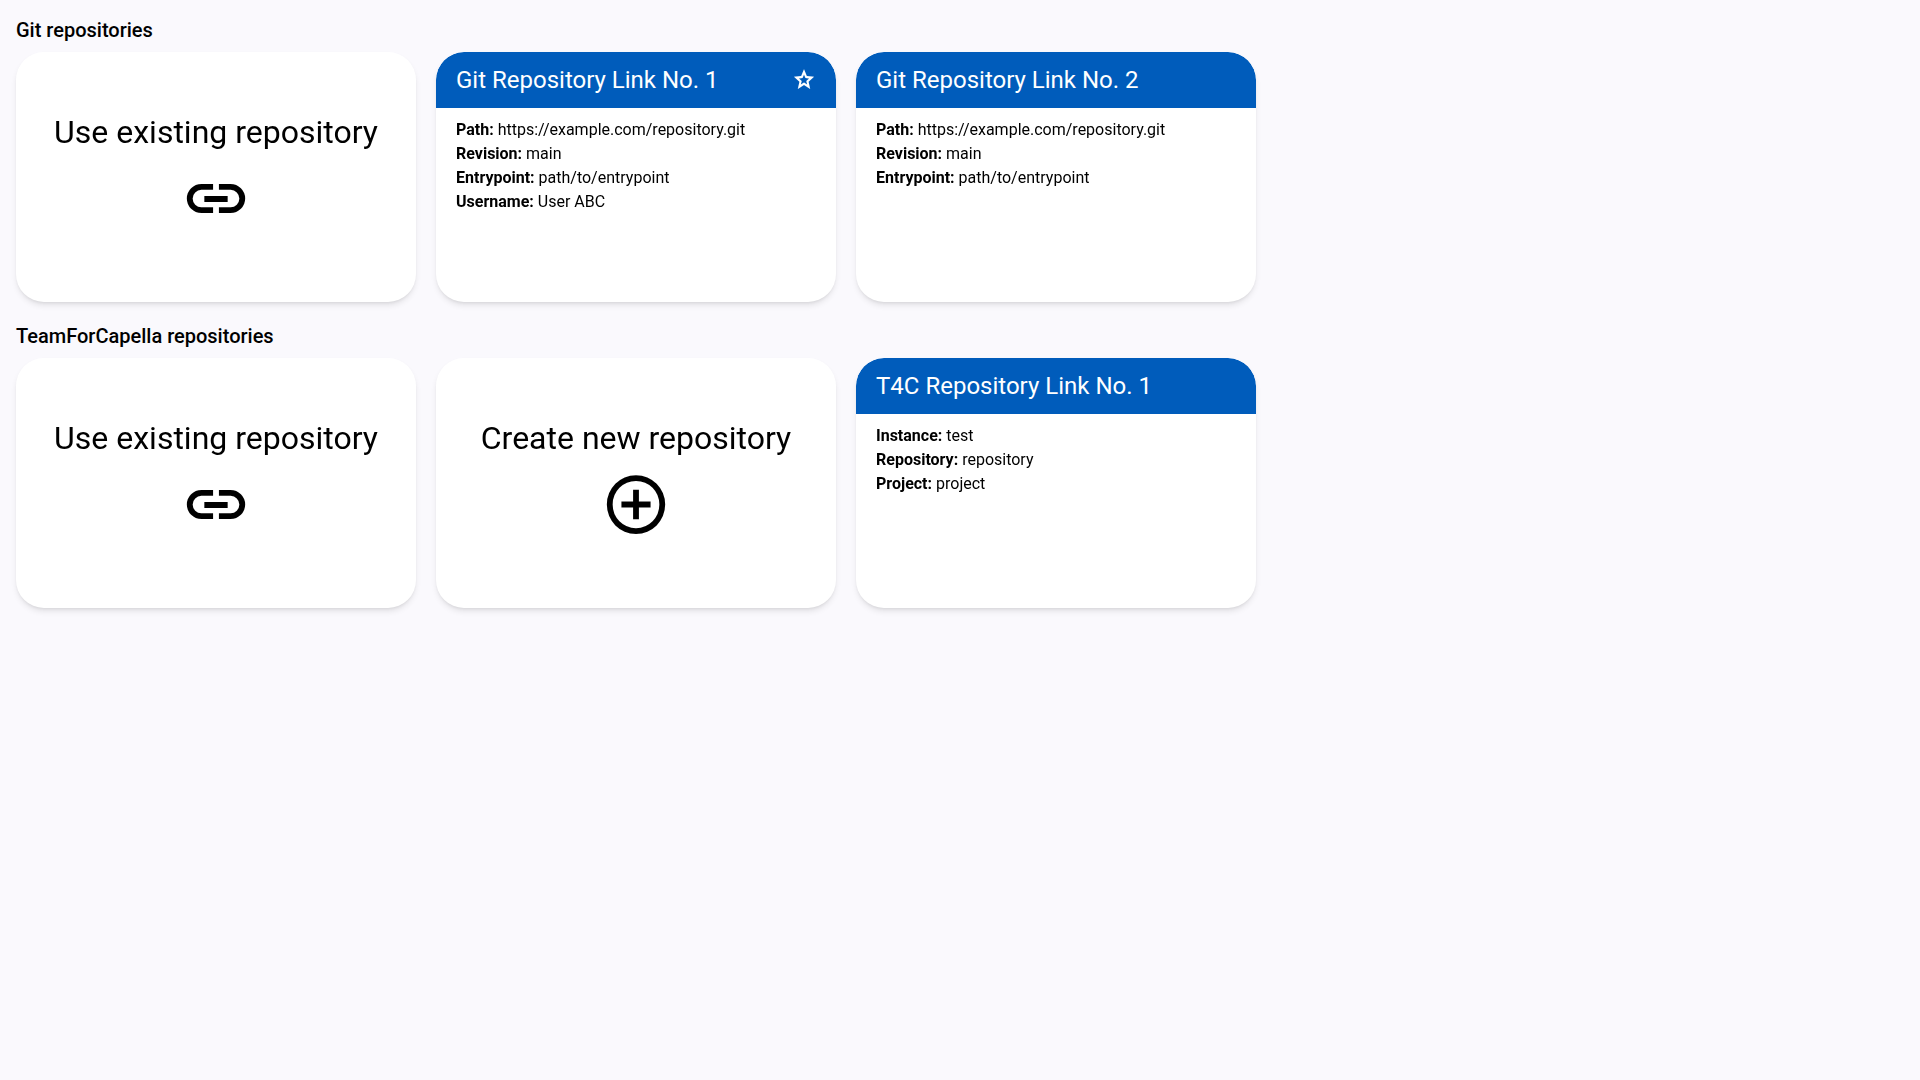 Git repositories
Use existing repository
Git Repository Link No. 1
Path: https://example.com/repository.git
Revision: main
Entrypoint: path/to/entrypoint
Username: User ABC
Git Repository Link No. 2
Path: https://example.com/repository.git
Revision: main
Entrypoint: path/to/entrypoint
TeamForCapella repositories
Use existing repository
Create new repository
T4C Repository Link No. 1
Instance: test
Repository: repository
Project: project